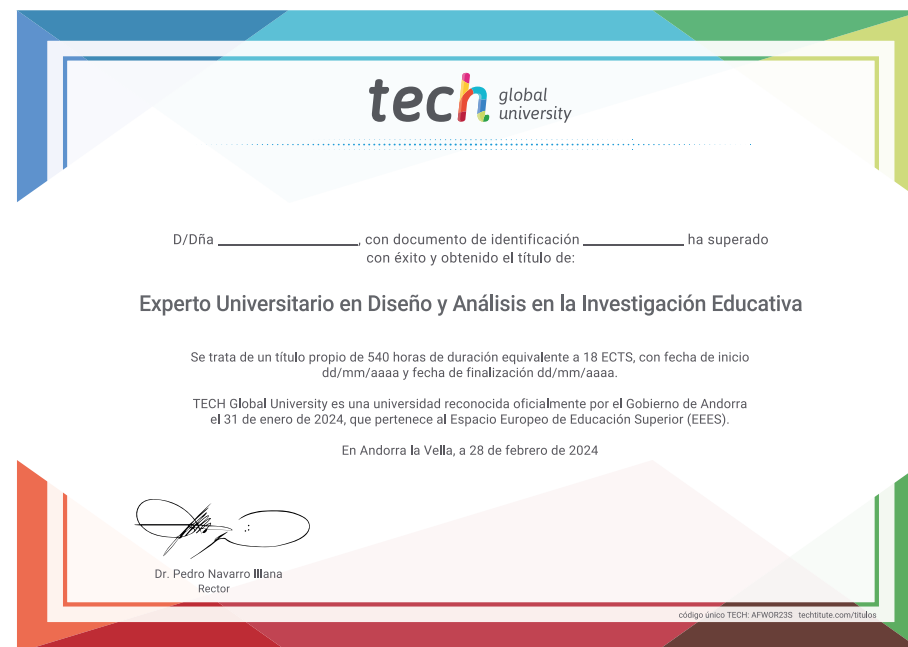 tech global
university
D/Dña ______________, con documento de identificación __________ ha superado
con éxito y obtenido el título de:
Experto Universitario en Diseño y Análisis en la Investigación Educativa
Se trata de un título propio de 540 horas de duración equivalente a 18 ECTS, con fecha de inicio
dd/mm/aaaa y fecha de finalización dd/mm/aaaa.
TECH Global University es una universidad reconocida oficialmente por el Gobierno de Andorra
el 31 de enero de 2024, que pertenece al Espacio Europeo de Educación Superior (EEES).
En Andorra la Vella, a 28 de febrero de 2024
Dr. Pedro Navarro Illana
Rector
código único TECH: AFWOR23S techtitute.com/titulos